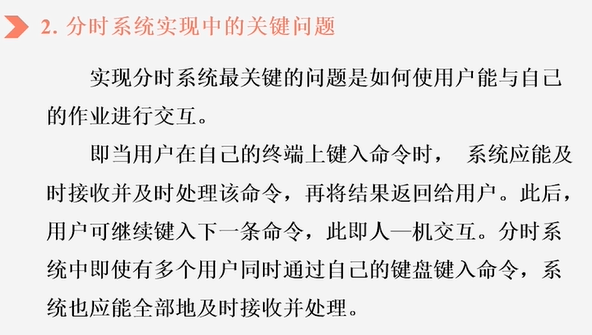 2. 分时系统实现中的关键问题
实现分时系统最关键的问题是如何使用户能与自己
的作业进行交互。
即当用户在自己的终端上键入命令时， 系统应能及
时接收并及时处理该命令，再将结果返回给用户。此后，
用户可继续键入下一条命令，此即人—机交互。分时系
统中即使有多个用户同时通过自己的键盘键入命令，系
统也应能全部地及时接收并处理。